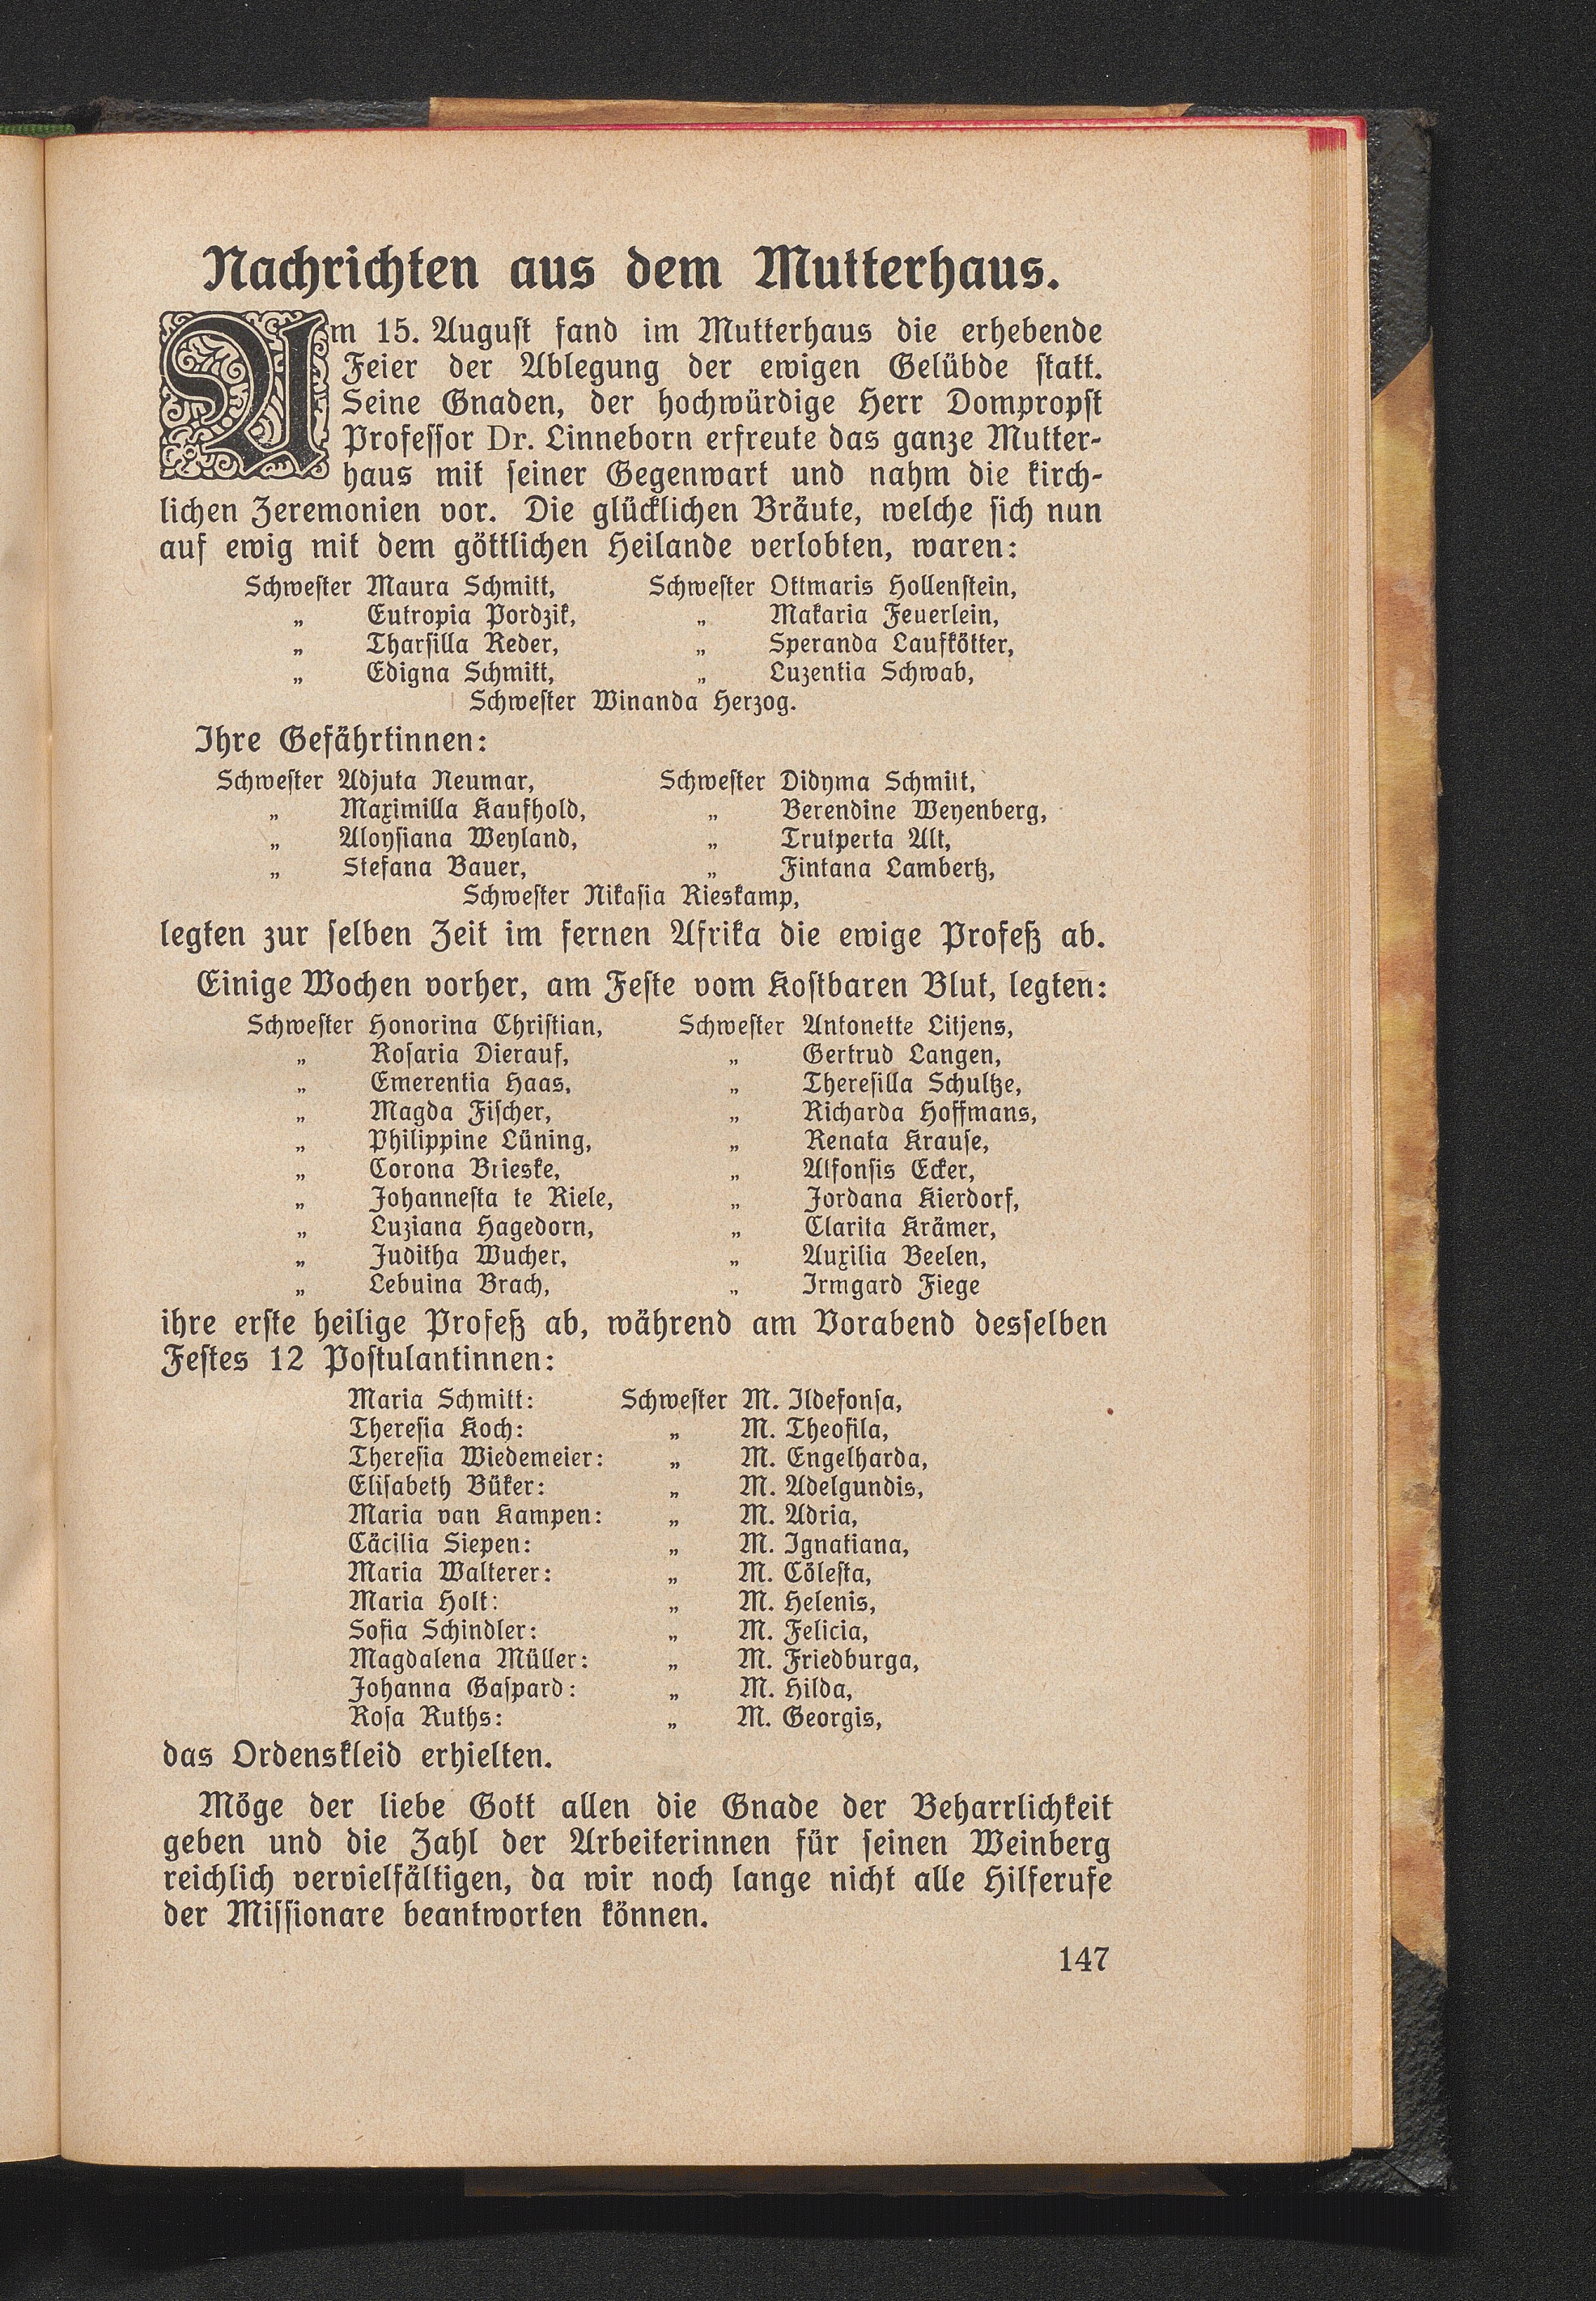 Nachrichten aus dem Mutterhaus.
Am 15. August fand im Mutterhaus die erhebende
Feier der Ablegung der ewigen Gelübde statt.
Seine Gnaden, der hochwürdige Herr Dompropst
Professor Dr. Linneborn erfreute das ganze Mutter-
haus mit seiner Gegenwart und nahm die kirch-
lichen Zeremonien vor. Die glücklichen Bräute, welche sich nun
auf ewig mit dem göttlichen Heilande verlobten, waren:
Schwester Maura Schmitt, Schwester Ottmaris Hollenstein,
„ Eutropia Pordzik, „ Makaria Feuerlein,
„ Tharsilla Reder, „ Speranda Laufkötter,
„ Edigna Schmitt, „ Luzentia Schwab,
Schwester Winanda Herzog.
Ihre Gefährtinnen:
Schwester Adjuta Neumar, Schwester Didyma Schmitt,
„ Maximilla Kaufhold, „ Berendine Weyenberg,
„ Aloysiana Weyland, „ Trutperta Alt,
„ Stefana Bauer, „ Fintana Lambertz,
Schwester Nikasia Rieskamp,
legten zur selben Zeit im fernen Afrika die ewige Profeß ab.
Einige Wochen vorher, am Feste vom Kostbaren Blut, legten:
Schwester Honorina Christian, Schwester Antonette Litjens,
„ Rosaria Dierauf, „ Gertrud Langen,
„ Emerentia Haas, „ Theresilla Schultze,
„ Magda Fischer, „ Richarda Hoffmans,
„ Philippine Lüning, „ Renata Krause,
„ Corona Brieske, „ Alfonsis Ecker,
„ Johannesta te Riele, „ Jordana Kierdorf,
„ Luziana Hagedorn, „ Clarita Krämer,
„ Juditha Wucher, „ Auxilia Beelen,
„ Lebuina Brach, „ Irmgard Fiege
ihre erste heilige Profeß ab, während am Vorabend desselben
Festes 12 Postulantinnen:
Maria Schmitt: Schwester M. Ildefonsa,
Theresia Koch: „ M. Theofila,
Theresia Wiedemeier: „ M. Engelharda,
Elisabeth Büker: „ M. Adelgundis,
Maria van Kampen: „ M. Adria,
Cäcilia Siepen: „ M. Ignatiana,
Maria Walterer: „ M. Cölesta,
Maria Holt: „ M. Helenis,
Sofia Schindler: „ M. Felicia,
Magdalena Müller: „ M. Friedburga,
Johanna Gaspard: „ M. Hilda,
Rosa Ruths: „ M. Georgis,
das Ordenskleid erhielten.
Möge der liebe Gott allen die Gnade der Beharrlichkeit
geben und die Zahl der Arbeiterinnen für seinen Weinberg
reichlich vervielfältigen, da wir noch lange nicht alle Hilferufe
der Missionare beantworten können.
147